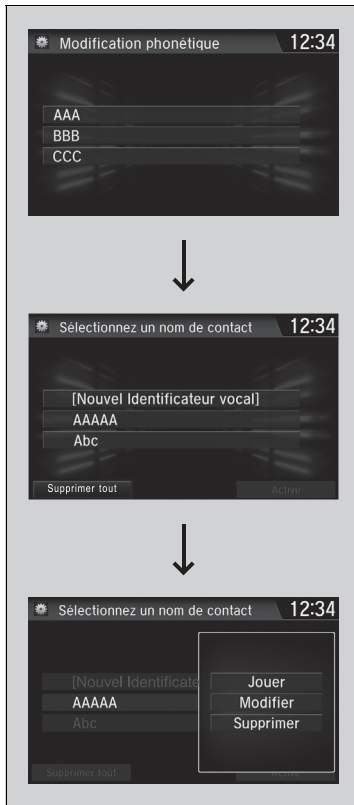 Modification phonétique 12:34
AAA
BBB
CCC
Sélectionnez un nom de contact 12:34
[Nouvel Identificateur vocal]
AAAAA
Abc
Supprimer tout Active
Sélectionnez un nom de contact 12:34
[Nouvel Identificate
Jouer
AAAAA Modifier
Abc Supprimer
Supprimer tout Active